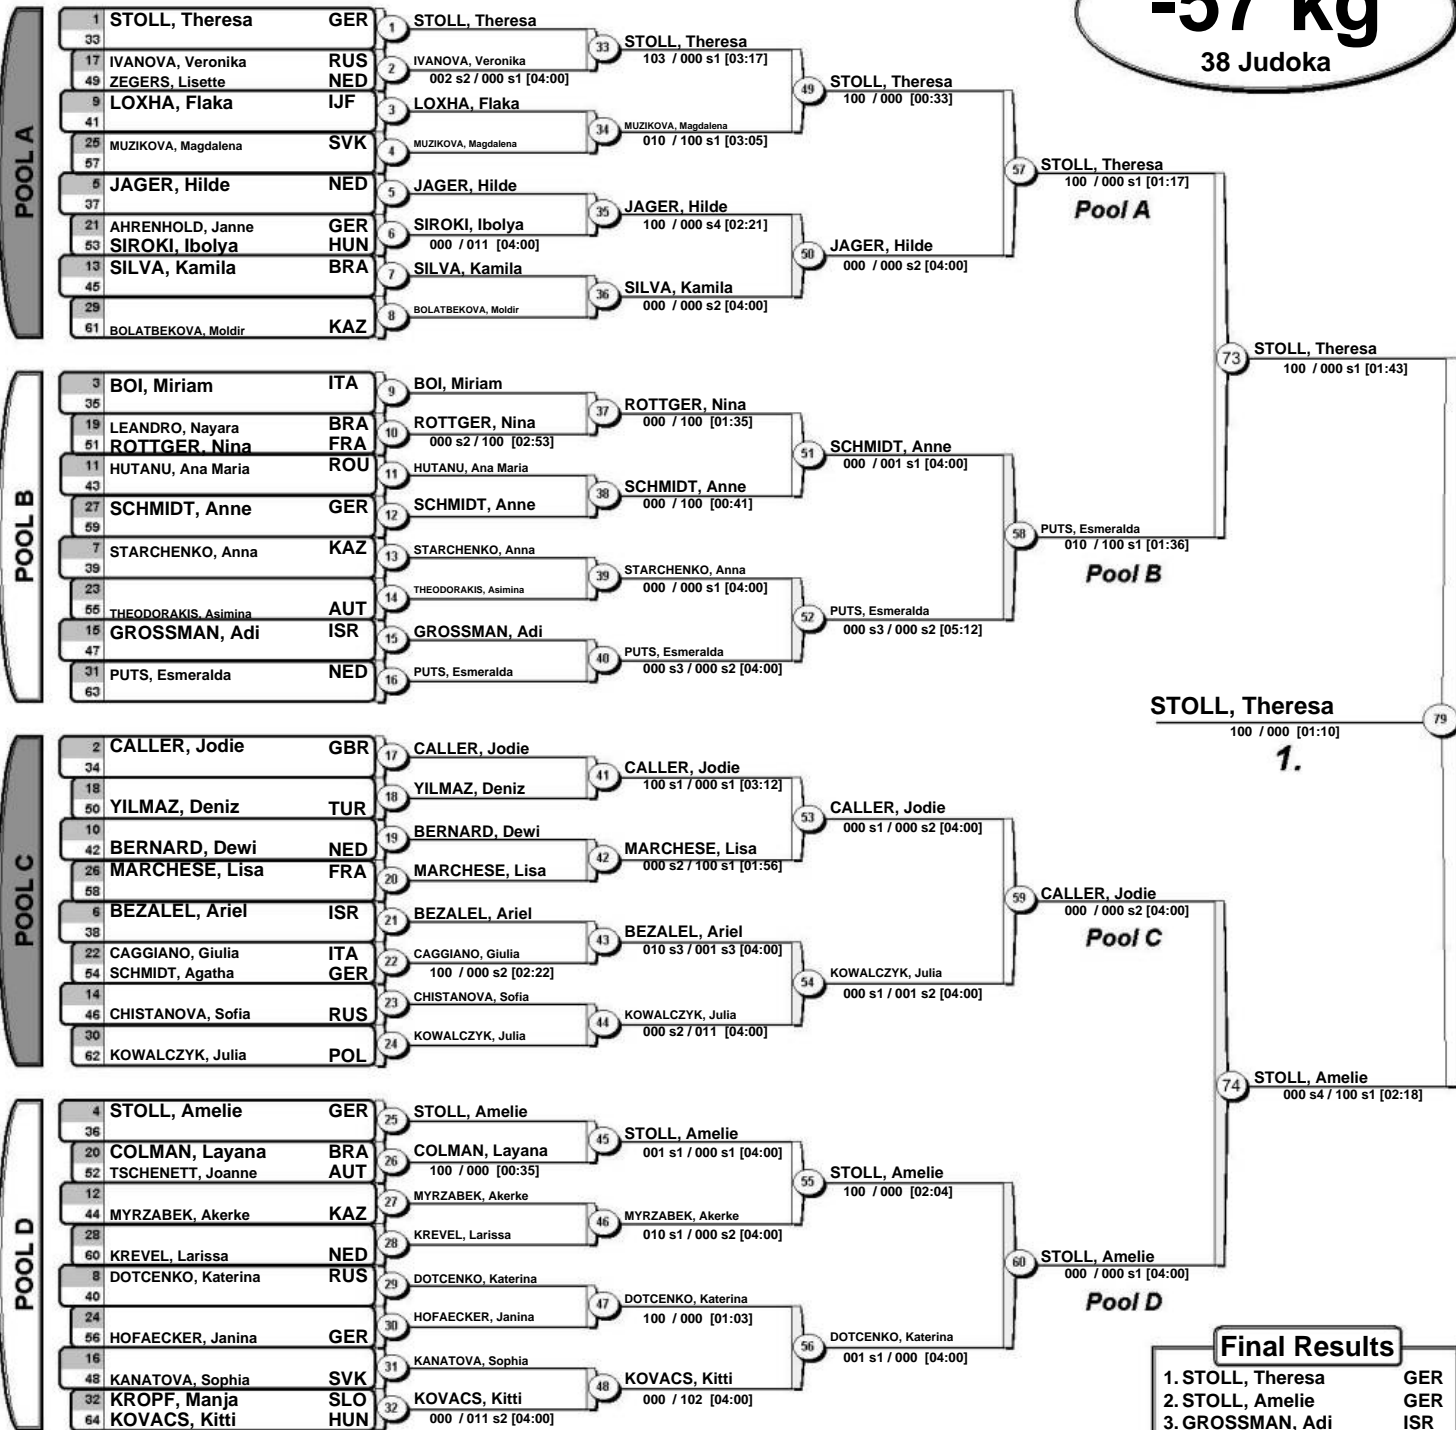 -57 kg
38 Judoka
POOL A
1 STOLL, Theresa GER
33
17 IVANOVA, Veronika RUS
49 ZEGERS, Lisette NED
9 LOXHA, Flaka IJF
41
25 MUZIKOVA, Magdalena SVK
57
5 JAGER, Hilde NED
37
21 AHRENHOLD, Janne GER
53 SIROKI, Ibolya HUN
13 SILVA, Kamila BRA
45
29
61 BOLATBEKOVA, Moldir KAZ
1 STOLL, Theresa
2 IVANOVA, Veronika
002 s2 / 000 s1 [04:00]
3 LOXHA, Flaka
4 MUZIKOVA, Magdalena
5 JAGER, Hilde
6 SIROKI, Ibolya
000 / 011 [04:00]
7 SILVA, Kamila
8 BOLATBEKOVA, Moldir
33 STOLL, Theresa
103 / 000 s1 [03:17]
34 MUZIKOVA, Magdalena
010 / 100 s1 [03:05]
35 JAGER, Hilde
100 / 000 s4 [02:21]
36 SILVA, Kamila
000 / 000 s2 [04:00]
49 STOLL, Theresa
100 / 000 [00:33]
50 JAGER, Hilde
000 / 000 s2 [04:00]
57 STOLL, Theresa
100 / 000 s1 [01:17]
Pool A
POOL B
3 BOI, Miriam ITA
35
19 LEANDRO, Nayara BRA
51 ROTTGER, Nina FRA
11 HUTANU, Ana Maria ROU
43
27 SCHMIDT, Anne GER
59
7 STARCHENKO, Anna KAZ
39
23
55 THEODORAKIS, Asimina AUT
15 GROSSMAN, Adi ISR
47
31 PUTS, Esmeralda NED
63
9 BOI, Miriam
10 ROTTGER, Nina
000 s2 / 100 [02:53]
11 HUTANU, Ana Maria
12 SCHMIDT, Anne
13 STARCHENKO, Anna
14 THEODORAKIS, Asimina
15 GROSSMAN, Adi
16 PUTS, Esmeralda
37 ROTTGER, Nina
000 / 100 [01:35]
38 SCHMIDT, Anne
000 / 100 [00:41]
39 STARCHENKO, Anna
000 / 000 s1 [04:00]
40 PUTS, Esmeralda
000 s3 / 000 s2 [04:00]
51 SCHMIDT, Anne
000 / 001 s1 [04:00]
52 PUTS, Esmeralda
000 s3 / 000 s2 [05:12]
58 PUTS, Esmeralda
010 / 100 s1 [01:36]
Pool B
73 STOLL, Theresa
100 / 000 s1 [01:43]
STOLL, Theresa 79
100 / 000 [01:10]
1.
POOL C
2 CALLER, Jodie GBR
34
18
50 YILMAZ, Deniz TUR
10
42 BERNARD, Dewi NED
26 MARCHESE, Lisa FRA
58
6 BEZALEL, Ariel ISR
38
22 CAGGIANO, Giulia ITA
54 SCHMIDT, Agatha GER
14
46 CHISTANOVA, Sofia RUS
30
62 KOWALCZYK, Julia POL
17 CALLER, Jodie
18 YILMAZ, Deniz
19 BERNARD, Dewi
20 MARCHESE, Lisa
21 BEZALEL, Ariel
22 CAGGIANO, Giulia
100 / 000 s2 [02:22]
23 CHISTANOVA, Sofia
24 KOWALCZYK, Julia
41 CALLER, Jodie
100 s1 / 000 s1 [03:12]
42 MARCHESE, Lisa
000 s2 / 100 s1 [01:56]
43 BEZALEL, Ariel
010 s3 / 001 s3 [04:00]
44 KOWALCZYK, Julia
000 s2 / 011 [04:00]
53 CALLER, Jodie
000 s1 / 000 s2 [04:00]
54 KOWALCZYK, Julia
000 s1 / 001 s2 [04:00]
59 CALLER, Jodie
000 / 000 s2 [04:00]
Pool C
POOL D
4 STOLL, Amelie GER
36
20 COLMAN, Layana BRA
52 TSCHENETT, Joanne AUT
12
44 MYRZABEK, Akerke KAZ
28
60 KREVEL, Larissa NED
8 DOTCENKO, Katerina RUS
40
24
56 HOFAECKER, Janina GER
16
48 KANATOVA, Sophia SVK
32 KROPF, Manja SLO
64 KOVACS, Kitti HUN
25 STOLL, Amelie
26 COLMAN, Layana
100 / 000 [00:35]
27 MYRZABEK, Akerke
28 KREVEL, Larissa
29 DOTCENKO, Katerina
30 HOFAECKER, Janina
31 KANATOVA, Sophia
32 KOVACS, Kitti
000 / 011 s2 [04:00]
45 STOLL, Amelie
001 s1 / 000 s1 [04:00]
46 MYRZABEK, Akerke
010 s1 / 000 s2 [04:00]
47 DOTCENKO, Katerina
100 / 000 [01:03]
48 KOVACS, Kitti
000 / 102 [04:00]
55 STOLL, Amelie
100 / 000 [02:04]
56 DOTCENKO, Katerina
001 s1 / 000 [04:00]
60 STOLL, Amelie
000 / 000 s1 [04:00]
Pool D
74 STOLL, Amelie
000 s4 / 100 s1 [02:18]
Final Results
1. STOLL, Theresa GER
2. STOLL, Amelie GER
3. GROSSMAN, Adi ISR